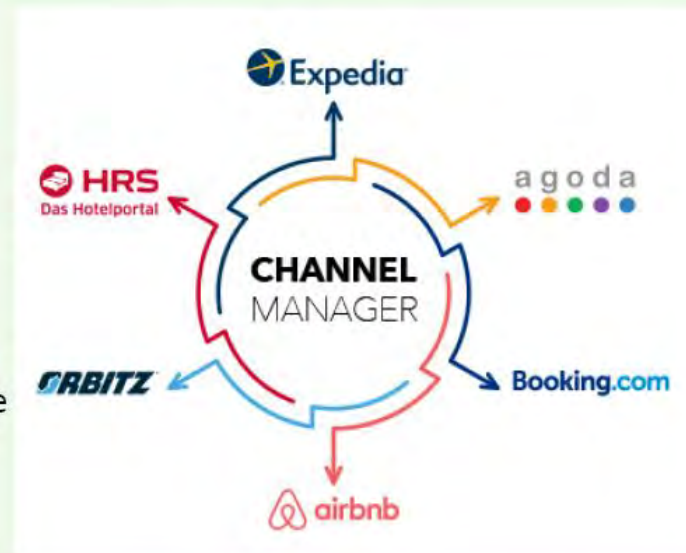 Expedia
HRS
Das Hotelportal
agoda
CHANNEL
MANAGER
ORBITZ
Booking.com
airbnb
e